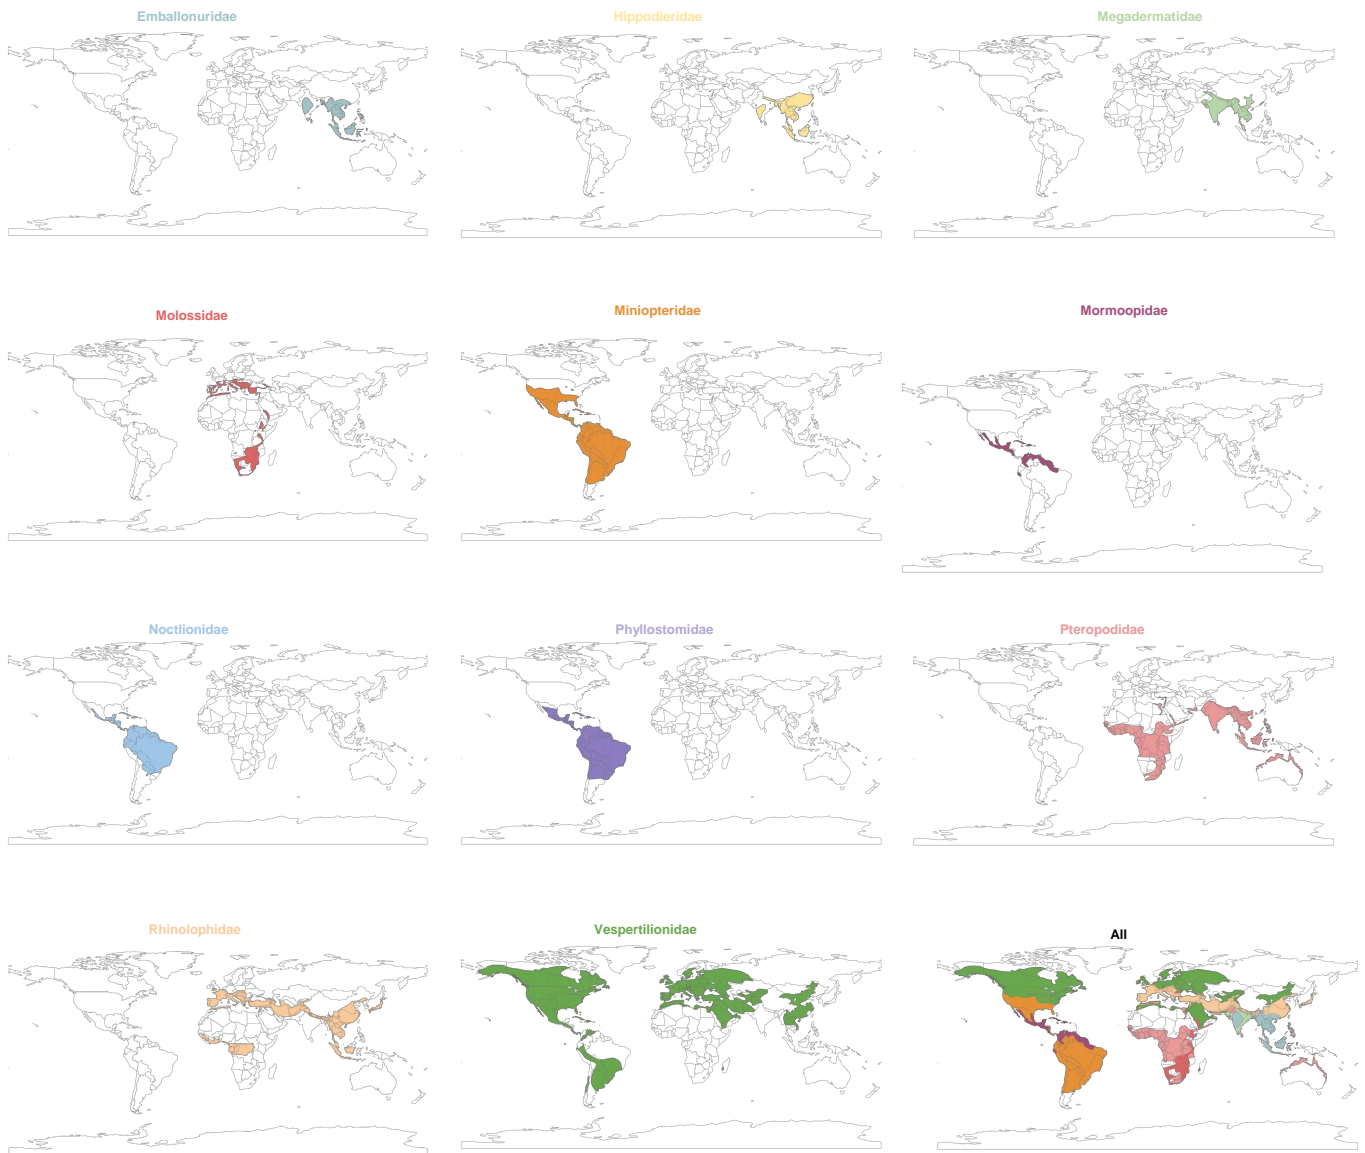 Emballonuridae
Hippodieridae
Megadermatidae
Molossidae
Miniopteridae
Mormoopidae
Noctlionidae
Phyllostomidae
Pteropodidae
Rhinolophidae
Vespertilionidae
All